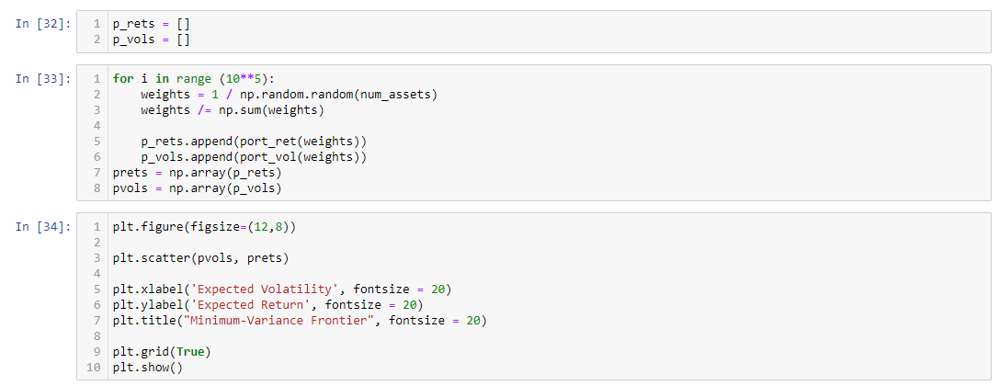 In [32]:
1 p_rets = []
2 p_vols = []
In [33]:
1 for i in range (10**5):
2     weights = 1 / np.random.random(num_assets)
3     weights /= np.sum(weights)
4
5     p_rets.append(port_ret(weights))
6     p_vols.append(port_vol(weights))
7 prets = np.array(p_rets)
8 pvols = np.array(p_vols)
In [34]:
1 plt.figure(figsize=(12,8))
2
3 plt.scatter(pvols, prets)
4
5 plt.xlabel('Expected Volatility', fontsize = 20)
6 plt.ylabel('Expected Return', fontsize = 20)
7 plt.title("Minimum-Variance Frontier", fontsize = 20)
8
9 plt.grid(True)
10 plt.show()